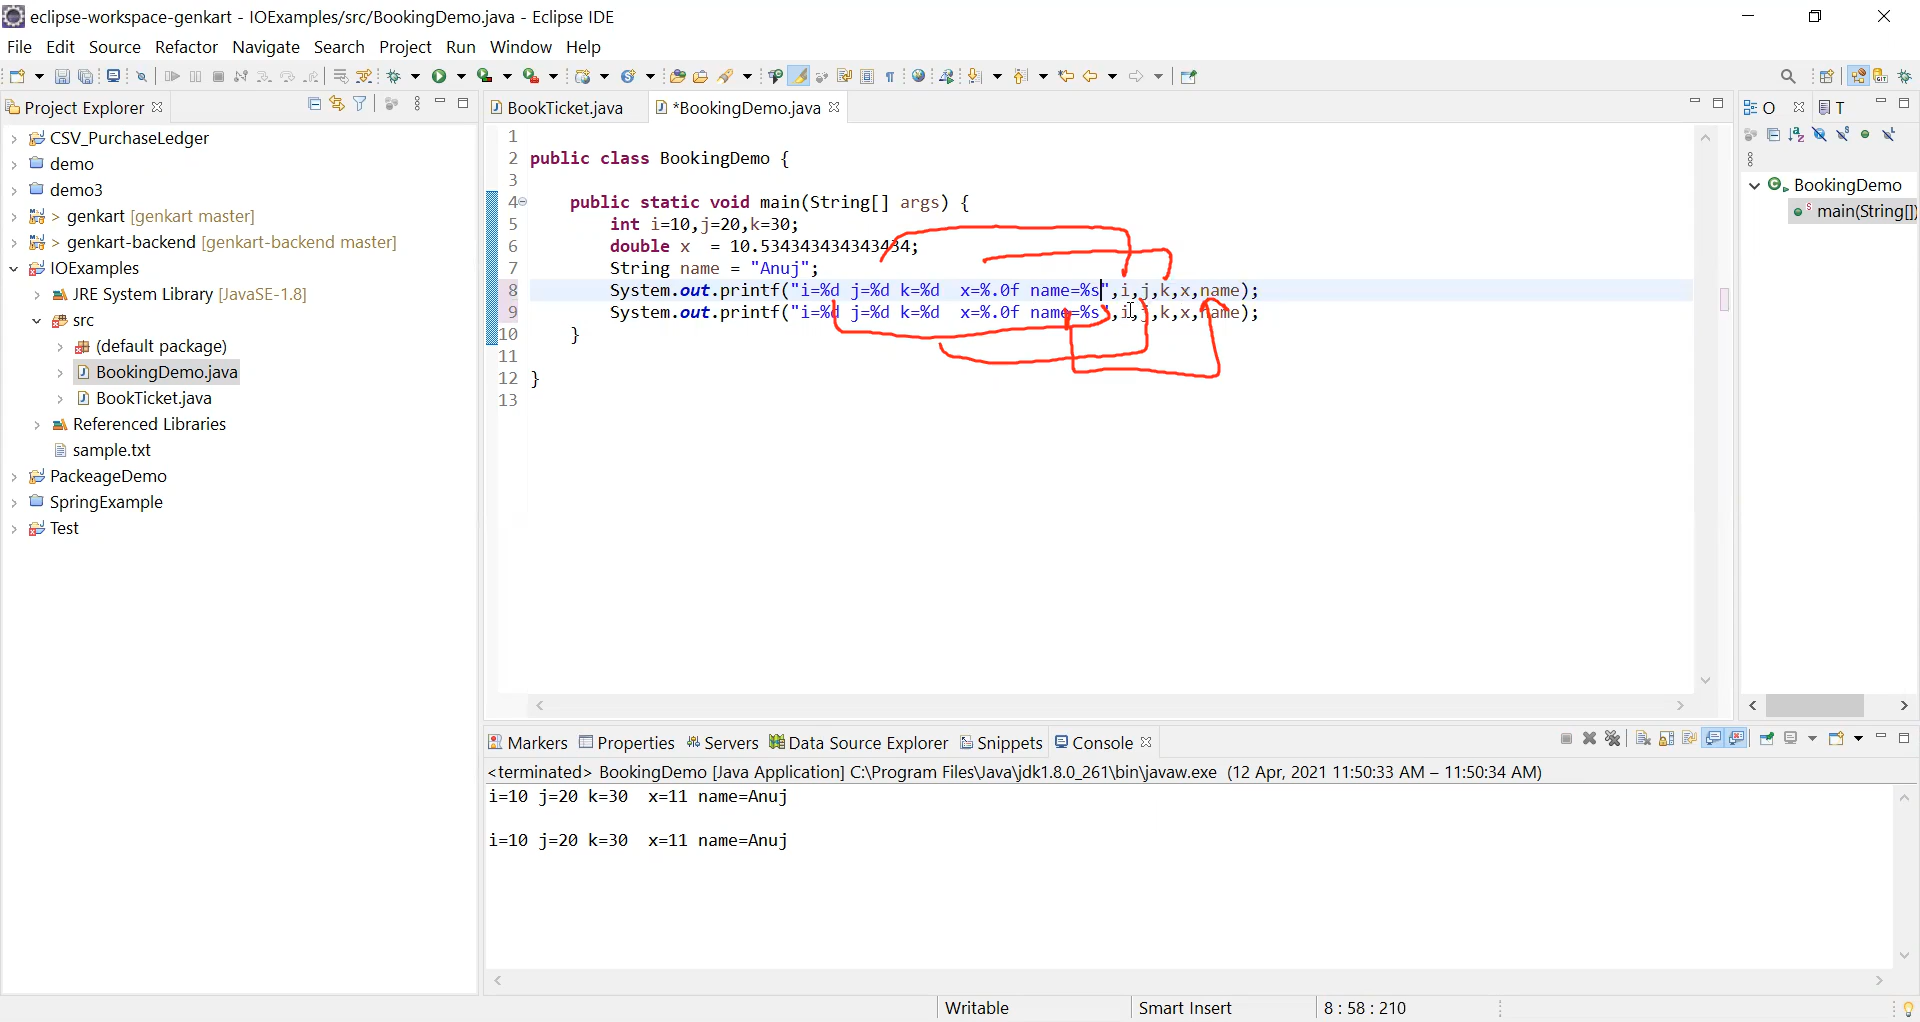 eclipse-workspace-genkart - IOExamples/src/BookingDemo.java - Eclipse IDE
File Edit Source Refactor Navigate Search Project Run Window Help
Project Explorer
BookTicket.java *BookingDemo.java
O T
CSV_PurchaseLedger
demo
demo3
> genkart [genkart master]
> genkart-backend [genkart-backend master]
IOExamples
JRE System Library [JavaSE-1.8]
src
(default package)
BookingDemo.java
BookTicket.java
Referenced Libraries
sample.txt
PackeageDemo
SpringExample
Test
1
2 public class BookingDemo {
3
4 public static void main(String[] args) {
5 int i=10,j=20,k=30;
6 double x = 10.534343434343434;
7 String name = "Anuj";
8 System.out.printf("i=%d j=%d k=%d x=%.0f name=%s",i,j,k,x,name);
9 System.out.printf("i=%d j=%d k=%d x=%.0f name=%s",i,j,k,x,name);
10 }
11
12 }
13
BookingDemo
main(String[])
Markers Properties Servers Data Source Explorer Snippets Console
<terminated> BookingDemo [Java Application] C:\Program Files\Java\jdk1.8.0_261\bin\javaw.exe (12 Apr, 2021 11:50:33 AM – 11:50:34 AM)
i=10 j=20 k=30 x=11 name=Anuj
i=10 j=20 k=30 x=11 name=Anuj
Writable Smart Insert 8 : 58 : 210